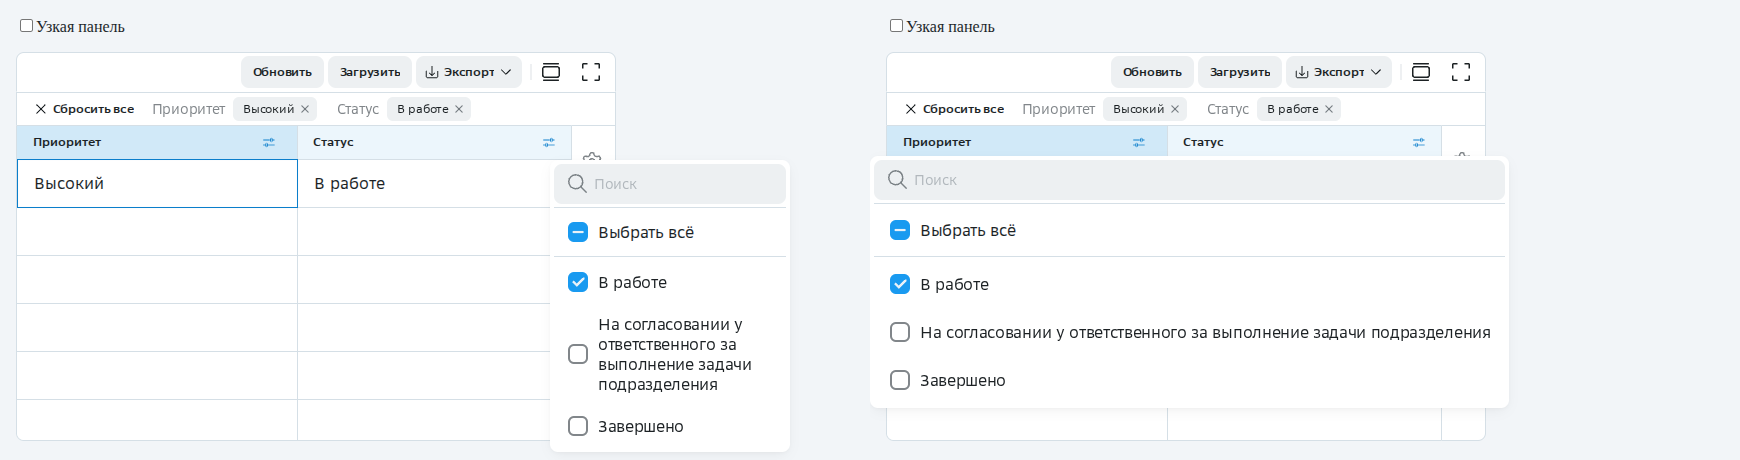 Узкая панель
Обновить Загрузить Экспорт
Сбросить все Приоритет Высокий Статус В работе
Приоритет Статус
Высокий В работе
Поиск
Выбрать всё
В работе
На согласовании у
ответственного за
выполнение задачи
подразделения
Завершено
Узкая панель
Обновить Загрузить Экспорт
Сбросить все Приоритет Высокий Статус В работе
Приоритет Статус
Поиск
Выбрать всё
В работе
На согласовании у ответственного за выполнение задачи подразделения
Завершено